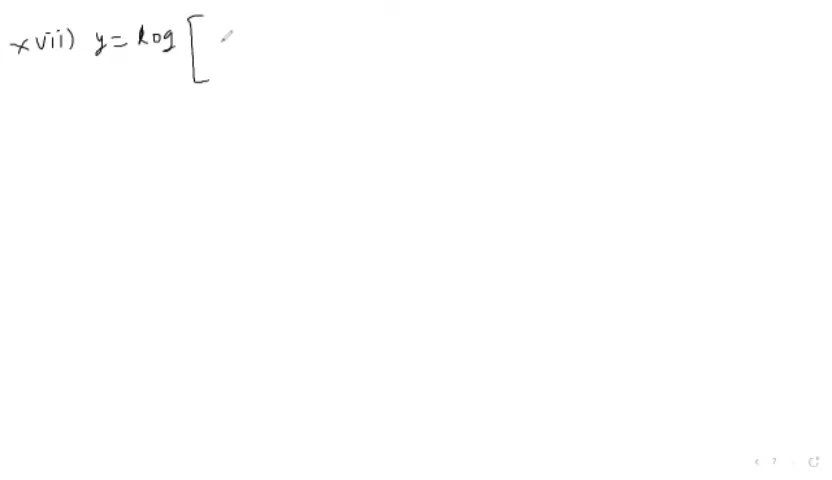 xvii) y = log [